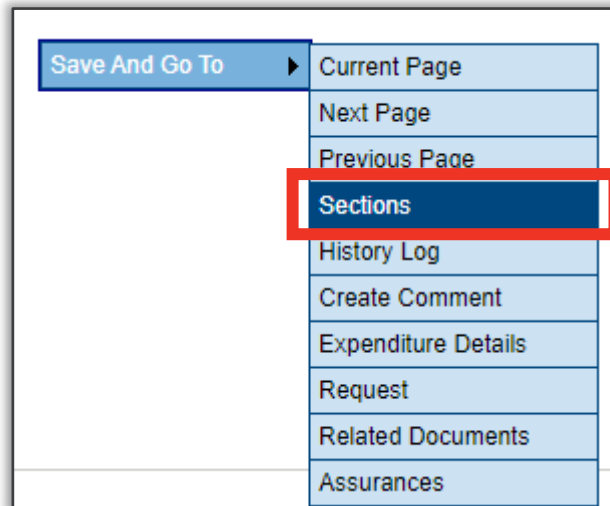 Save And Go To
Current Page
Next Page
Previous Page
Sections
History Log
Create Comment
Expenditure Details
Request
Related Documents
Assurances